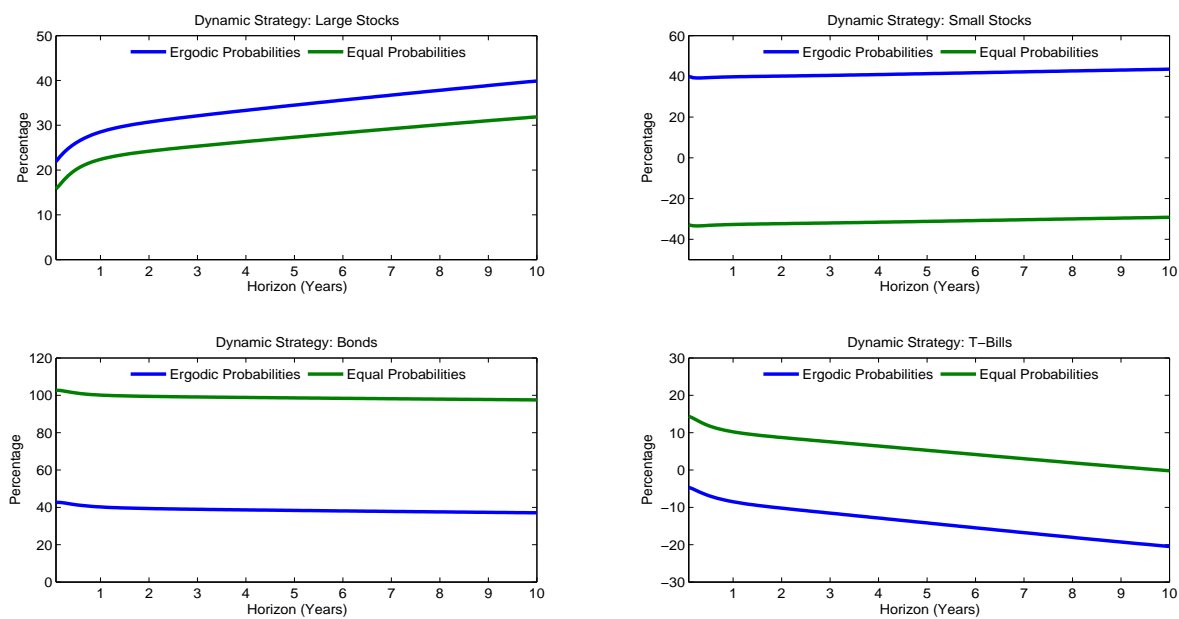 Dynamic Strategy: Large Stocks
50
40
30
20
10
0
Percentage
Ergodic Probabilities Equal Probabilities
1 2 3 4 5 6 7 8 9 10
Horizon (Years)
Dynamic Strategy: Small Stocks
60
40
20
0
−20
−40
Percentage
Ergodic Probabilities Equal Probabilities
1 2 3 4 5 6 7 8 9 10
Horizon (Years)
Dynamic Strategy: Bonds
120
100
80
60
40
20
0
Percentage
Ergodic Probabilities Equal Probabilities
1 2 3 4 5 6 7 8 9 10
Horizon (Years)
Dynamic Strategy: T−Bills
30
20
10
0
−10
−20
−30
Percentage
Ergodic Probabilities Equal Probabilities
1 2 3 4 5 6 7 8 9 10
Horizon (Years)